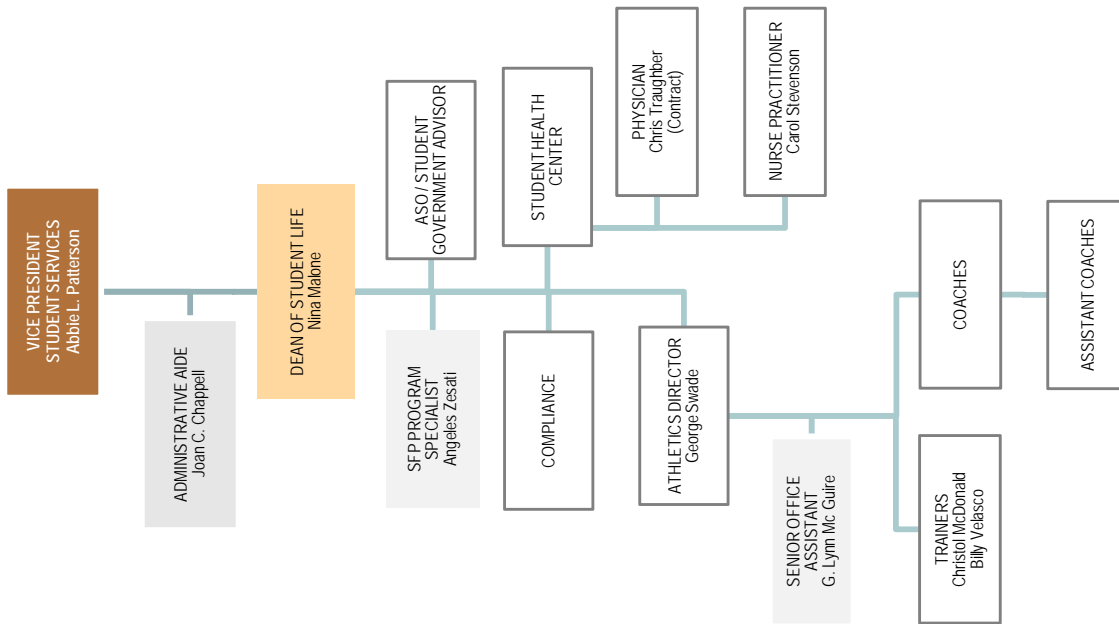 VICE PRESIDENT
STUDENT SERVICES
Abbie L. Patterson
ADMINISTRATIVE AIDE
Joan C. Chappell
DEAN OF STUDENT LIFE
Nina Malone
SFP PROGRAM
SPECIALIST
Angeles Zesati
ASO / STUDENT
GOVERNMENT ADVISOR
COMPLIANCE
STUDENT HEALTH
CENTER
PHYSICIAN
Chris Traughber
(Contract)
NURSE PRACTITIONER
Carol Stevenson
ATHLETICS DIRECTOR
George Swade
SENIOR OFFICE
ASSISTANT
G. Lynn Mc Guire
TRAINERS
Christol McDonald
Billy Velasco
COACHES
ASSISTANT COACHES